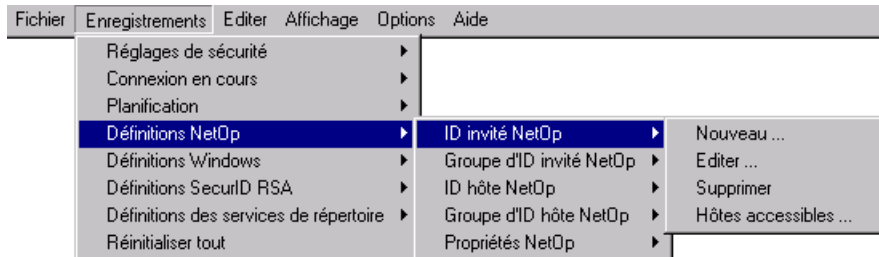 Fichier Enregistrements Editer Affichage Options Aide
Réglages de sécurité
Connexion en cours
Planification
Définitions NetOp ID invité NetOp Nouveau ...
Définitions Windows Groupe d'ID invité NetOp Editer ...
Définitions SecurID RSA ID hôte NetOp Supprimer
Définitions des services de répertoire Groupe d'ID hôte NetOp Hôtes accessibles ...
Réinitialiser tout Propriétés NetOp